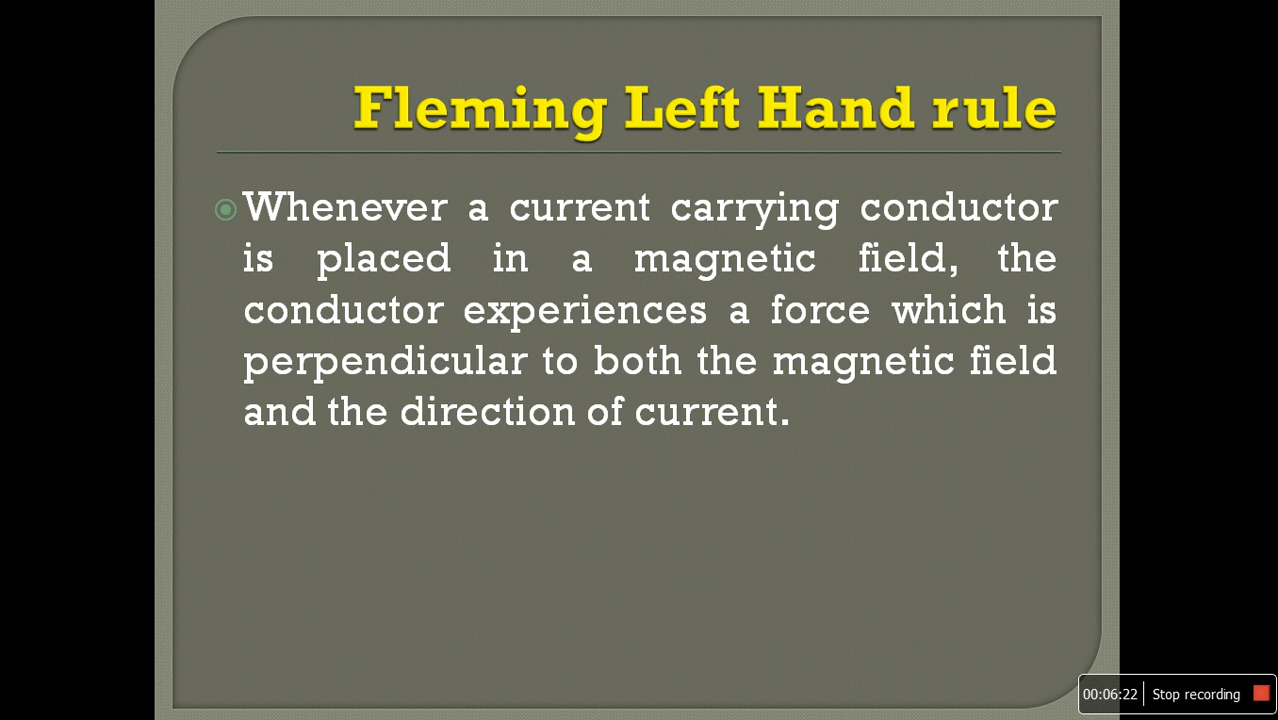 Fleming Left Hand rule
Whenever a current carrying conductor
is placed in a magnetic field, the
conductor experiences a force which is
perpendicular to both the magnetic field
and the direction of current.
00:06:22 Stop recording